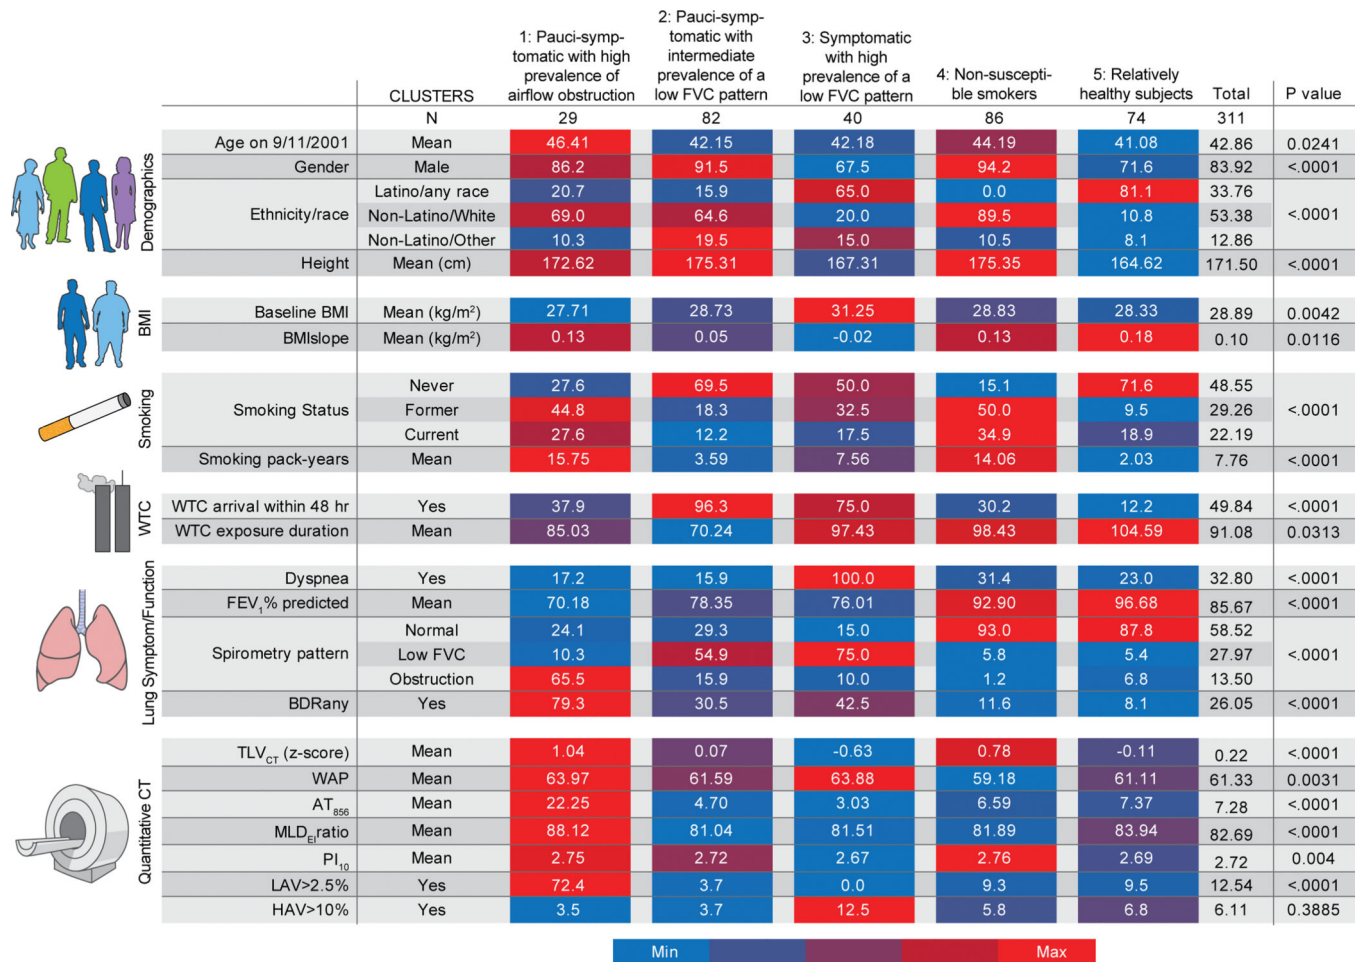 1: Pauci-symp-
tomatic with high
prevalence of
airflow obstruction
2: Pauci-symp-
tomatic with
intermediate
prevalence of a
low FVC pattern
3: Symptomatic
with high
prevalence of a
low FVC pattern
4: Non-suscepti-
ble smokers
5: Relatively
healthy subjects
CLUSTERS Total P value
N 29 82 40 86 74 311
Demographics
Age on 9/11/2001 Mean 46.41 42.15 42.18 44.19 41.08 42.86 0.0241
Gender Male 86.2 91.5 67.5 94.2 71.6 83.92 <.0001
Latino/any race 20.7 15.9 65.0 0.0 81.1 33.76
Ethnicity/race Non-Latino/White 69.0 64.6 20.0 89.5 10.8 53.38 <.0001
Non-Latino/Other 10.3 19.5 15.0 10.5 8.1 12.86
Height Mean (cm) 172.62 175.31 167.31 175.35 164.62 171.50 <.0001
BMI
Baseline BMI Mean (kg/m²) 27.71 28.73 31.25 28.83 28.33 28.89 0.0042
BMIslope Mean (kg/m²) 0.13 0.05 -0.02 0.13 0.18 0.10 0.0116
Smoking
Never 27.6 69.5 50.0 15.1 71.6 48.55
Smoking Status Former 44.8 18.3 32.5 50.0 9.5 29.26 <.0001
Current 27.6 12.2 17.5 34.9 18.9 22.19
Smoking pack-years Mean 15.75 3.59 7.56 14.06 2.03 7.76 <.0001
WTC
WTC arrival within 48 hr Yes 37.9 96.3 75.0 30.2 12.2 49.84 <.0001
WTC exposure duration Mean 85.03 70.24 97.43 98.43 104.59 91.08 0.0313
Lung Symptom/Function
Dyspnea Yes 17.2 15.9 100.0 31.4 23.0 32.80 <.0001
FEV₁% predicted Mean 70.18 78.35 76.01 92.90 96.68 85.67 <.0001
Normal 24.1 29.3 15.0 93.0 87.8 58.52
Spirometry pattern Low FVC 10.3 54.9 75.0 5.8 5.4 27.97 <.0001
Obstruction 65.5 15.9 10.0 1.2 6.8 13.50
BDRany Yes 79.3 30.5 42.5 11.6 8.1 26.05 <.0001
Quantitative CT
TLV_CT (z-score) Mean 1.04 0.07 -0.63 0.78 -0.11 0.22 <.0001
WAP Mean 63.97 61.59 63.88 59.18 61.11 61.33 0.0031
AT₈₅₆ Mean 22.25 4.70 3.03 6.59 7.37 7.28 <.0001
MLD_EI ratio Mean 88.12 81.04 81.51 81.89 83.94 82.69 <.0001
PI₁₀ Mean 2.75 2.72 2.67 2.76 2.69 2.72 0.004
LAV>2.5% Yes 72.4 3.7 0.0 9.3 9.5 12.54 <.0001
HAV>10% Yes 3.5 3.7 12.5 5.8 6.8 6.11 0.3885
Min Max